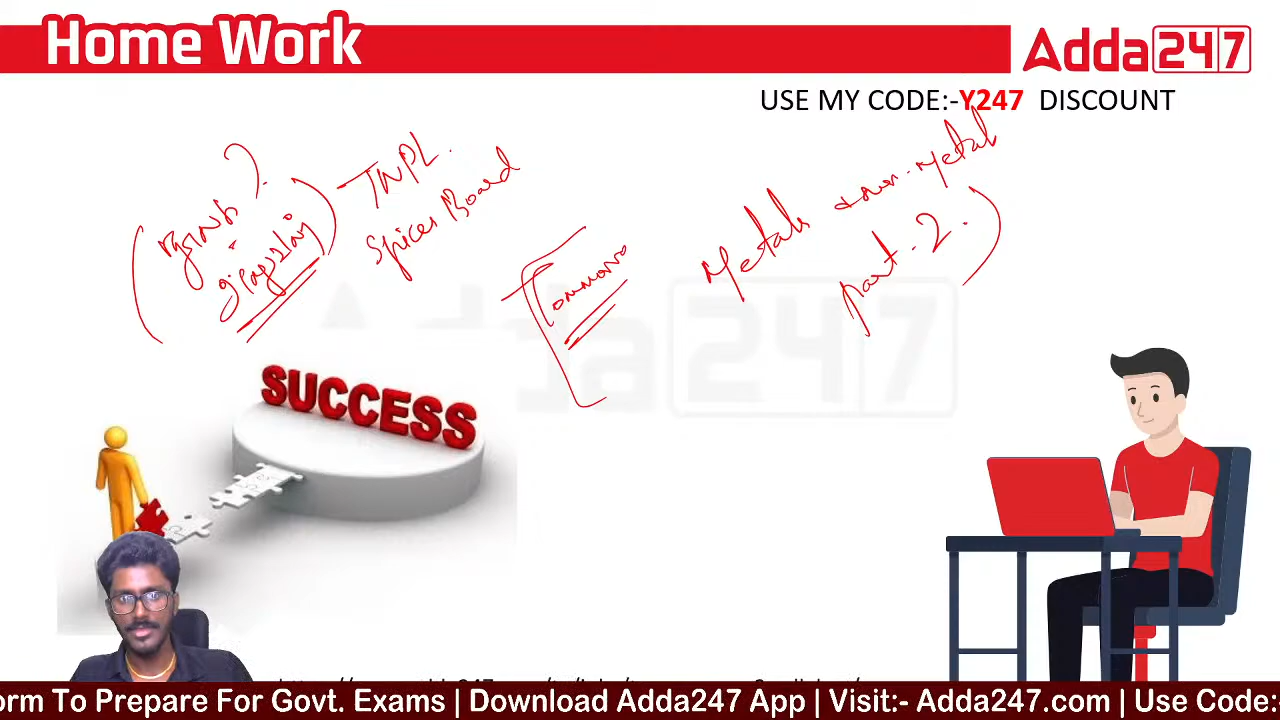 Home Work
Adda247
USE MY CODE:-Y247 DISCOUNT
TNPL.
Spices Board
Metals & non-metal
part-2.)
Adda247
SUCCESS
orm To Prepare For Govt. Exams | Download Adda247 App | Visit:- Adda247.com | Use Code: